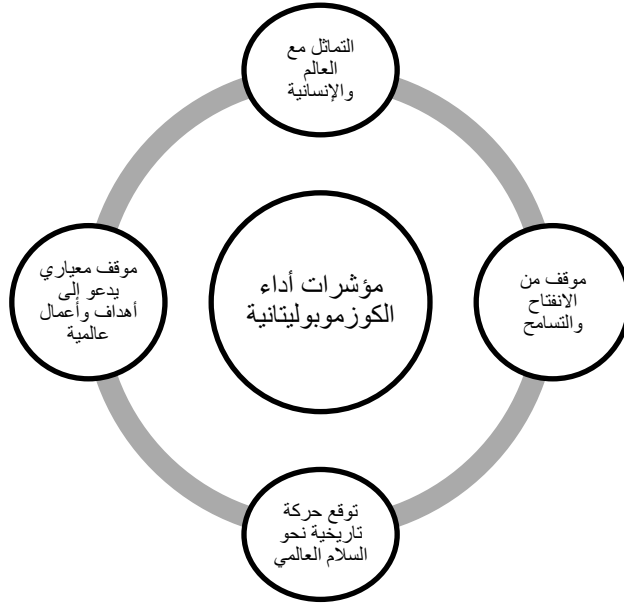 التماثل مع
العالم
والإنسانية
موقف من
الانفتاح
والتسامح
مؤشرات أداء
الكوزموبوليتانية
موقف معياري
يدعو إلى
أهداف وأعمال
عالمية
توقع حركة
تاريخية نحو
السلام العالمي